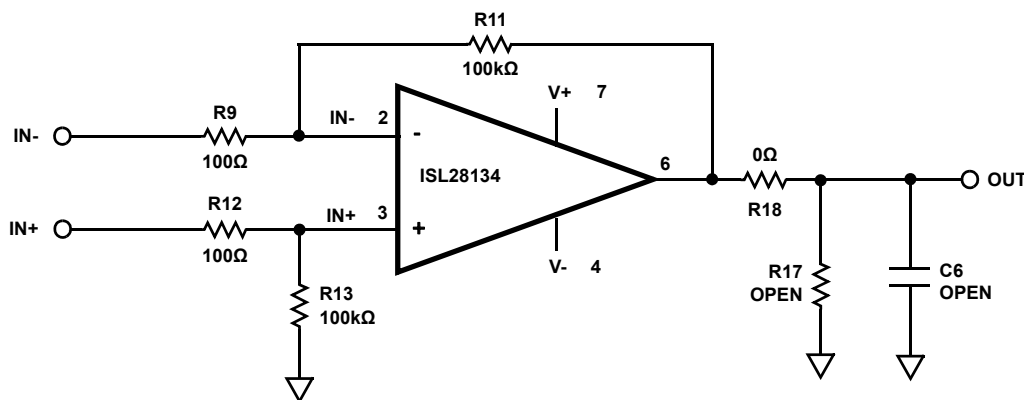 R11
100kΩ
V+ 7
R9
IN- 2
IN-
-
100Ω
6
0Ω
ISL28134
OUT
R12
IN+ 3
R18
IN+
+
100Ω
V- 4
R13
100kΩ
R17
OPEN
C6
OPEN